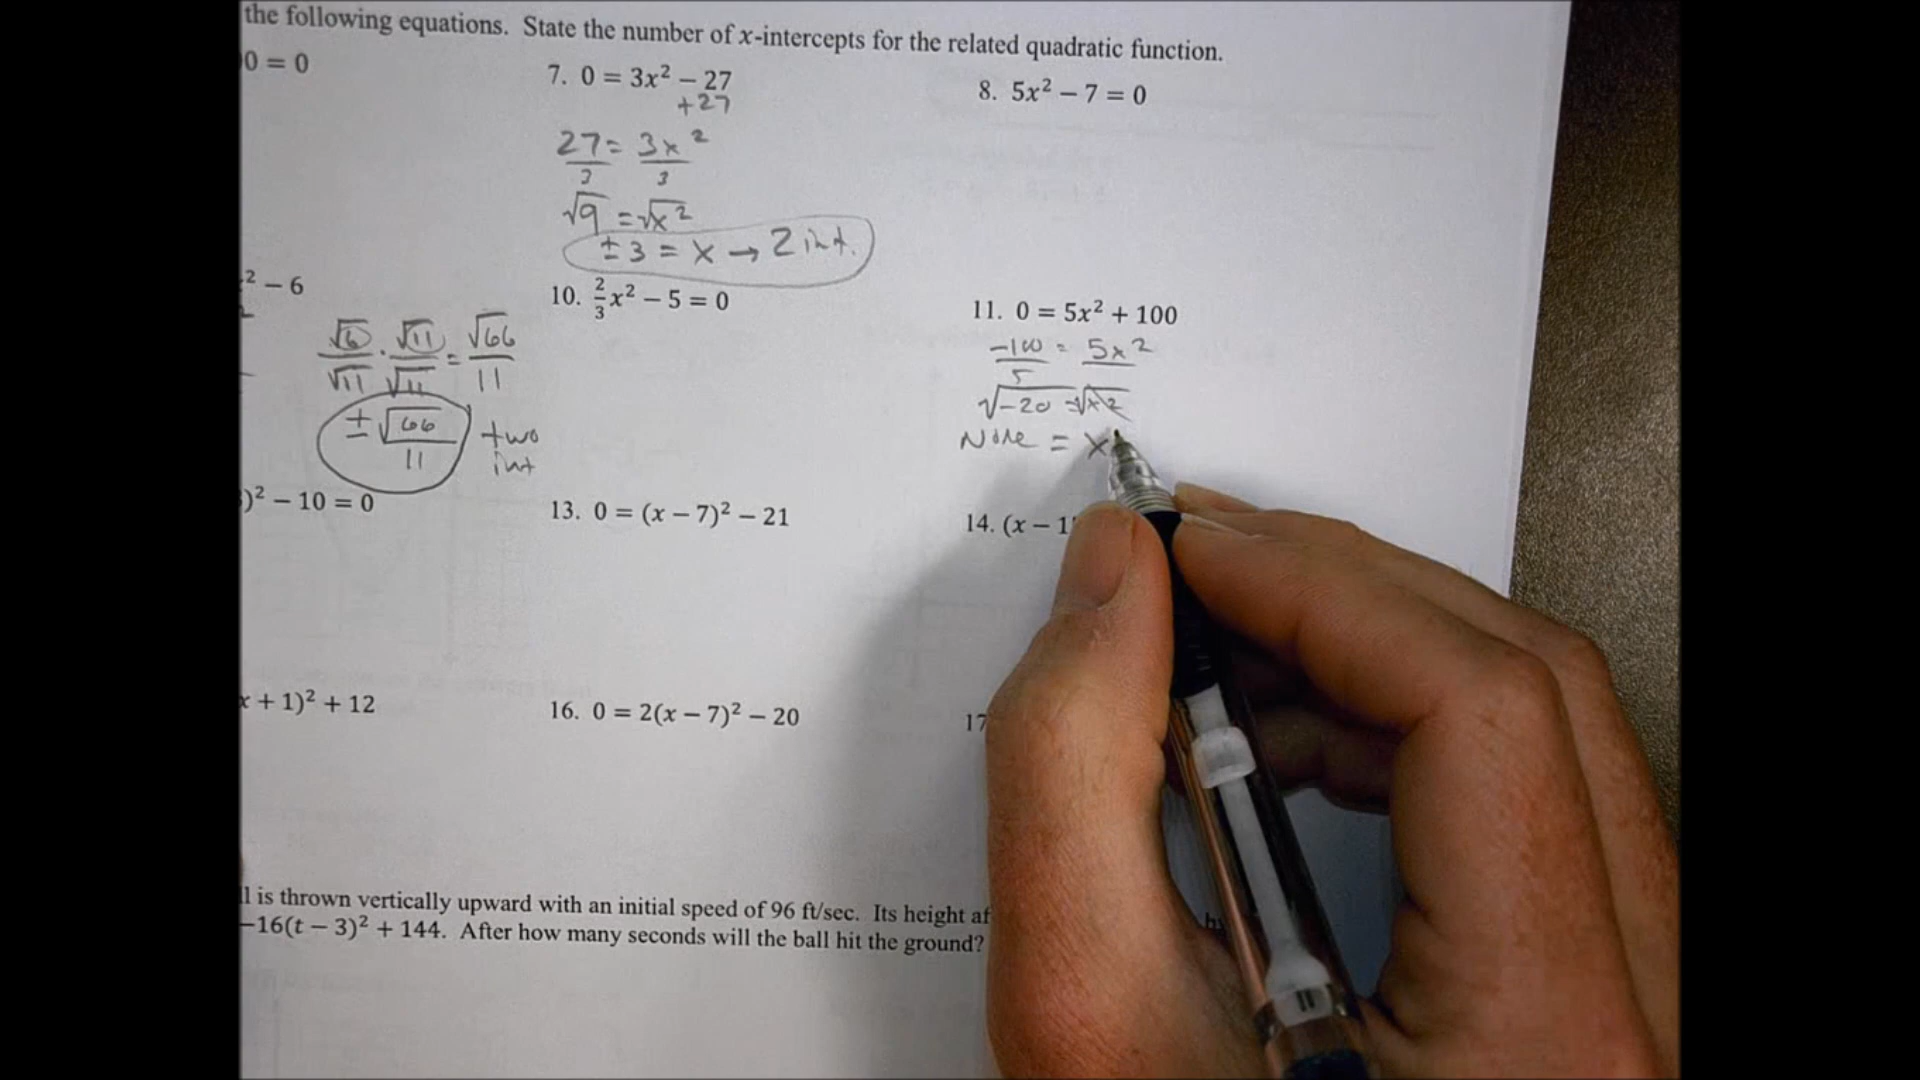 the following equations. State the number of x-intercepts for the related quadratic function.
0 = 0
7. 0 = 3x² − 27
+27
27 = 3x²
3 3
√9 = √x²
± 3 = x → 2 int.
8. 5x² − 7 = 0
² − 6
√6/√11 · √11/√11 = √66/11
± √66/11 two
int
10. 2/3 x² − 5 = 0
11. 0 = 5x² + 100
-100 = 5x²
5
√-20 = √x²
None = x
)² − 10 = 0
13. 0 = (x − 7)² − 21
14. (x − 1
x + 1)² + 12
16. 0 = 2(x − 7)² − 20
17
l is thrown vertically upward with an initial speed of 96 ft/sec. Its height af
−16(t − 3)² + 144. After how many seconds will the ball hit the ground?